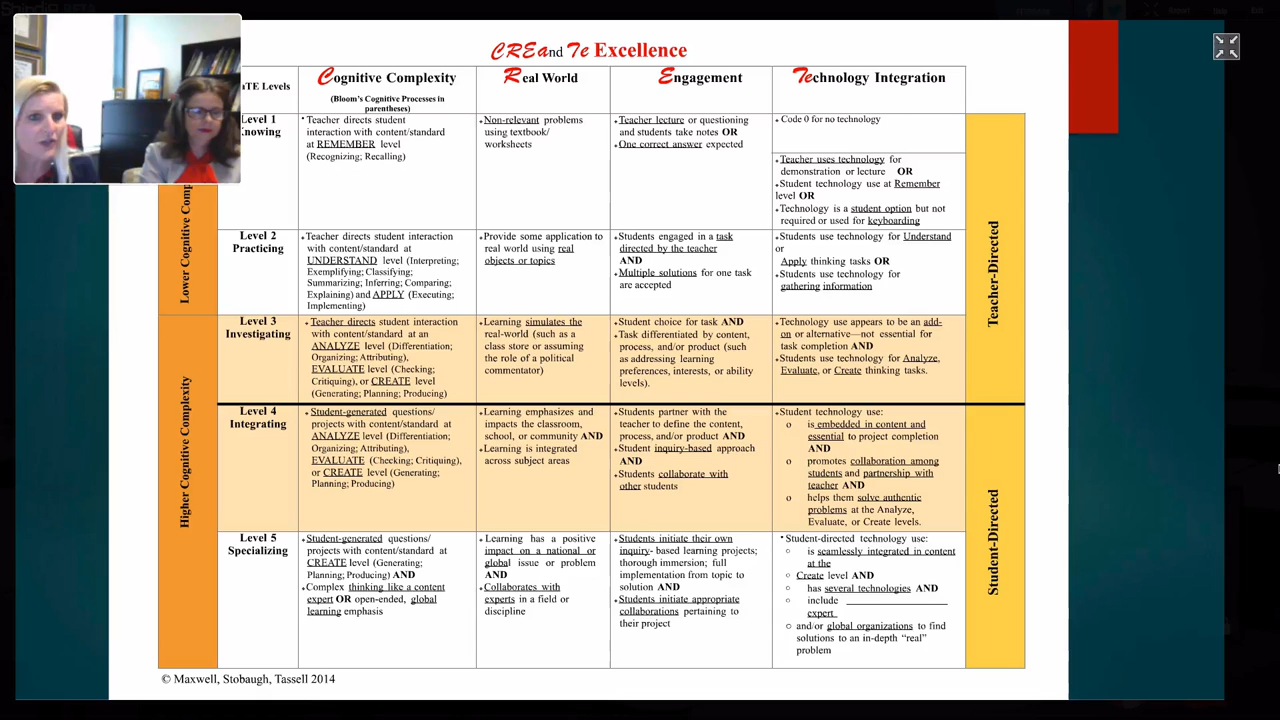 CREand Te Excellence
TE Levels
Cognitive Complexity
(Bloom's Cognitive Processes in
parentheses)
Real World
Engagement
Technology Integration
Level 1
Knowing
• Teacher directs student
interaction with content/standard
at REMEMBER level
(Recognizing; Recalling)
• Non-relevant problems
using textbook/
worksheets
• Teacher lecture or questioning
and students take notes OR
• One correct answer expected
• Code 0 for no technology
• Teacher uses technology for
demonstration or lecture OR
• Student technology use at Remember
level OR
• Technology is a student option but not
required or used for keyboarding
Level 2
Practicing
• Teacher directs student interaction
with content/standard at
UNDERSTAND level (Interpreting;
Exemplifying; Classifying;
Summarizing; Inferring; Comparing;
Explaining) and APPLY (Executing;
Implementing)
• Provide some application to
real world using real
objects or topics
• Students engaged in a task
directed by the teacher
AND
• Multiple solutions for one task
are accepted
• Students use technology for Understand
or
Apply thinking tasks OR
• Students use technology for
gathering information
Lower Cognitive Comp
Teacher-Directed
Level 3
Investigating
• Teacher directs student interaction
with content/standard at an
ANALYZE level (Differentiation;
Organizing; Attributing),
EVALUATE level (Checking;
Critiquing), or CREATE level
(Generating; Planning; Producing)
• Learning simulates the
real-world (such as a
class store or assuming
the role of a political
commentator)
• Student choice for task AND
• Task differentiated by content,
process, and/or product (such
as addressing learning
preferences, interests, or ability
levels).
• Technology use appears to be an add-
on or alternative—not essential for
task completion AND
• Students use technology for Analyze,
Evaluate, or Create thinking tasks.
Level 4
Integrating
• Student-generated questions/
projects with content/standard at
ANALYZE level (Differentiation;
Organizing; Attributing),
EVALUATE (Checking; Critiquing),
or CREATE level (Generating;
Planning; Producing)
• Learning emphasizes and
impacts the classroom,
school, or community AND
• Learning is integrated
across subject areas
• Students partner with the
teacher to define the content,
process, and/or product AND
• Student inquiry-based approach
AND
• Students collaborate with
other students
• Student technology use:
o is embedded in content and
essential to project completion
AND
o promotes collaboration among
students and partnership with
teacher AND
o helps them solve authentic
problems at the Analyze,
Evaluate, or Create levels.
Higher Cognitive Complexity
Student-Directed
Level 5
Specializing
• Student-generated questions/
projects with content/standard at
CREATE level (Generating;
Planning; Producing) AND
• Complex thinking like a content
expert OR open-ended, global
learning emphasis
• Learning has a positive
impact on a national or
global issue or problem
AND
• Collaborates with
experts in a field or
discipline
• Students initiate their own
inquiry- based learning projects;
thorough immersion; full
implementation from topic to
solution AND
• Students initiate appropriate
collaborations pertaining to
their project
• Student-directed technology use:
o is seamlessly integrated in content
at the
o Create level AND
o has several technologies AND
o include
expert
o and/or global organizations to find
solutions to an in-depth "real"
problem
© Maxwell, Stobaugh, Tassell 2014